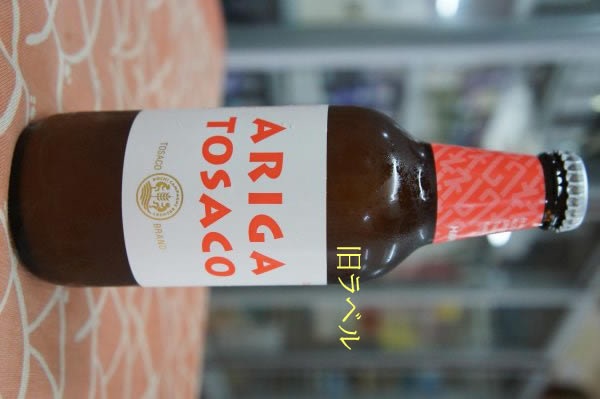 ARIGA
TOSACO
TOSACO
BRAND
旧ラベル